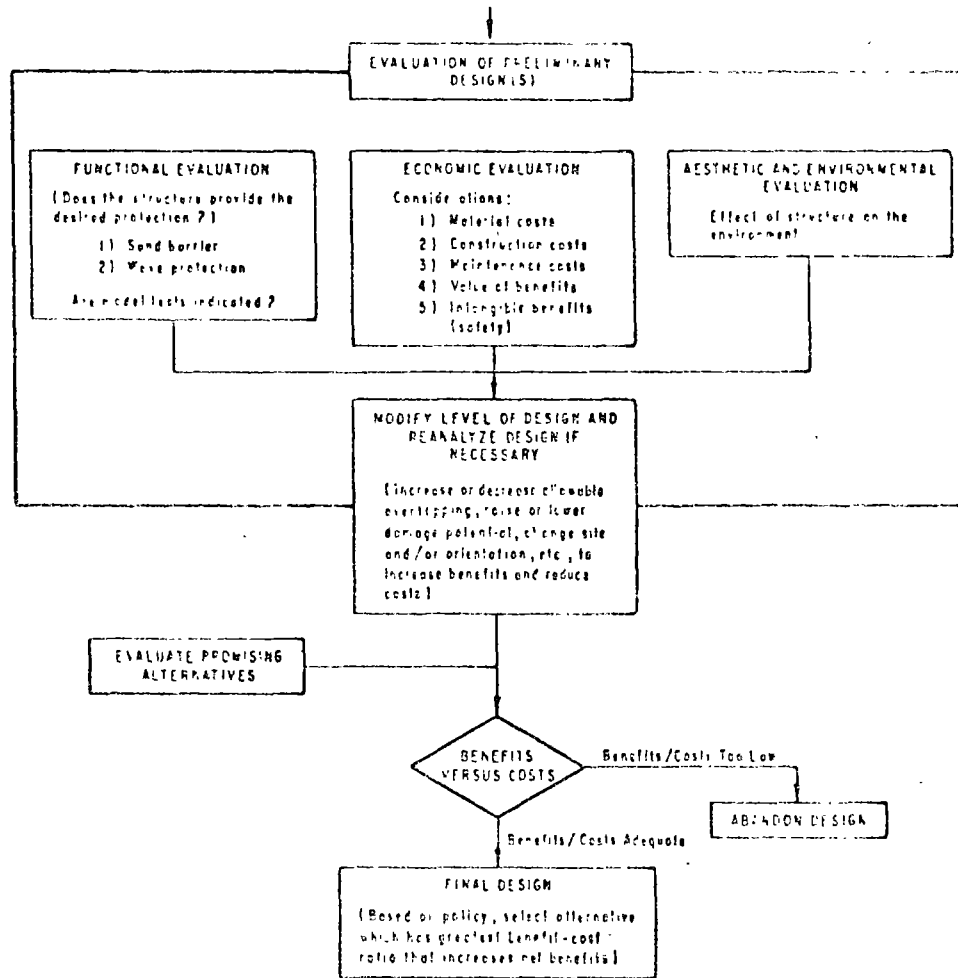 EVALUATION OF PRELIMINARY
DESIGN(S)
FUNCTIONAL EVALUATION
(Does the structure provide the
desired protection ?)
1) Sand barrier
2) Wave protection
Are model tests indicated ?
ECONOMIC EVALUATION
Considerations:
1) Material costs
2) Construction costs
3) Maintenance costs
4) Value of benefits
5) Intangible benefits
(safety)
AESTHETIC AND ENVIRONMENTAL
EVALUATION
Effect of structure on the
environment
MODIFY LEVEL OF DESIGN AND
REANALYZE DESIGN IF
NECESSARY
(increase or decrease allowable
overtopping, raise or lower
damage potential, change site
and/or orientation, etc., to
increase benefits and reduce
costs)
EVALUATE PROMISING
ALTERNATIVES
BENEFITS
VERSUS COSTS
Benefits/Costs Too Low
ABANDON DESIGN
Benefits/Costs Adequate
FINAL DESIGN
(Based on policy, select alternative
which has greatest benefit-cost
ratio that increases net benefits)